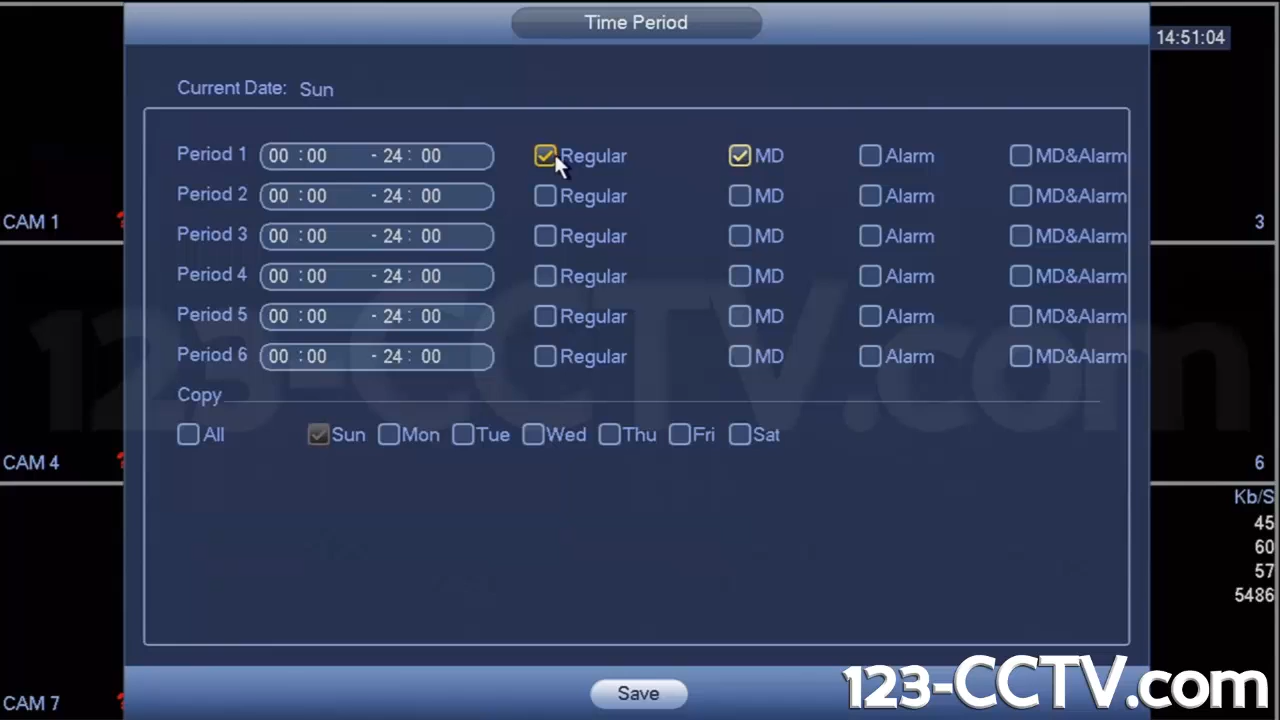 Time Period
14:51:04
Current Date: Sun
Period 1 00 : 00 - 24 : 00 Regular MD Alarm MD&Alarm
Period 2 00 : 00 - 24 : 00 Regular MD Alarm MD&Alarm
CAM 1 ? 3
Period 3 00 : 00 - 24 : 00 Regular MD Alarm MD&Alarm
Period 4 00 : 00 - 24 : 00 Regular MD Alarm MD&Alarm
Period 5 00 : 00 - 24 : 00 Regular MD Alarm MD&Alarm
Period 6 00 : 00 - 24 : 00 Regular MD Alarm MD&Alarm
123-CCTV.com
Copy
All Sun Mon Tue Wed Thu Fri Sat
CAM 4 ? 6
Kb/S
45
60
57
5486
Save
CAM 7 ?
123-CCTV.com